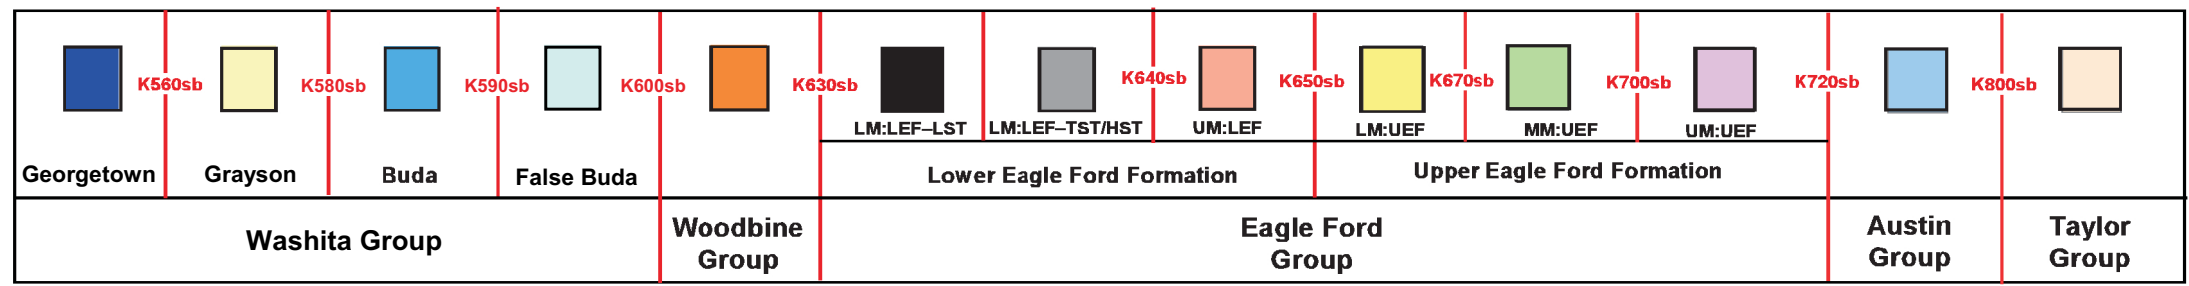 K560sb K580sb K590sb K600sb K630sb K640sb K650sb K670sb K700sb K720sb K800sb
LM:LEF–LST LM:LEF–TST/HST UM:LEF LM:UEF MM:UEF UM:UEF
Georgetown Grayson Buda False Buda Lower Eagle Ford Formation Upper Eagle Ford Formation
Washita Group
Woodbine
Group
Eagle Ford
Group
Austin
Group
Taylor
Group